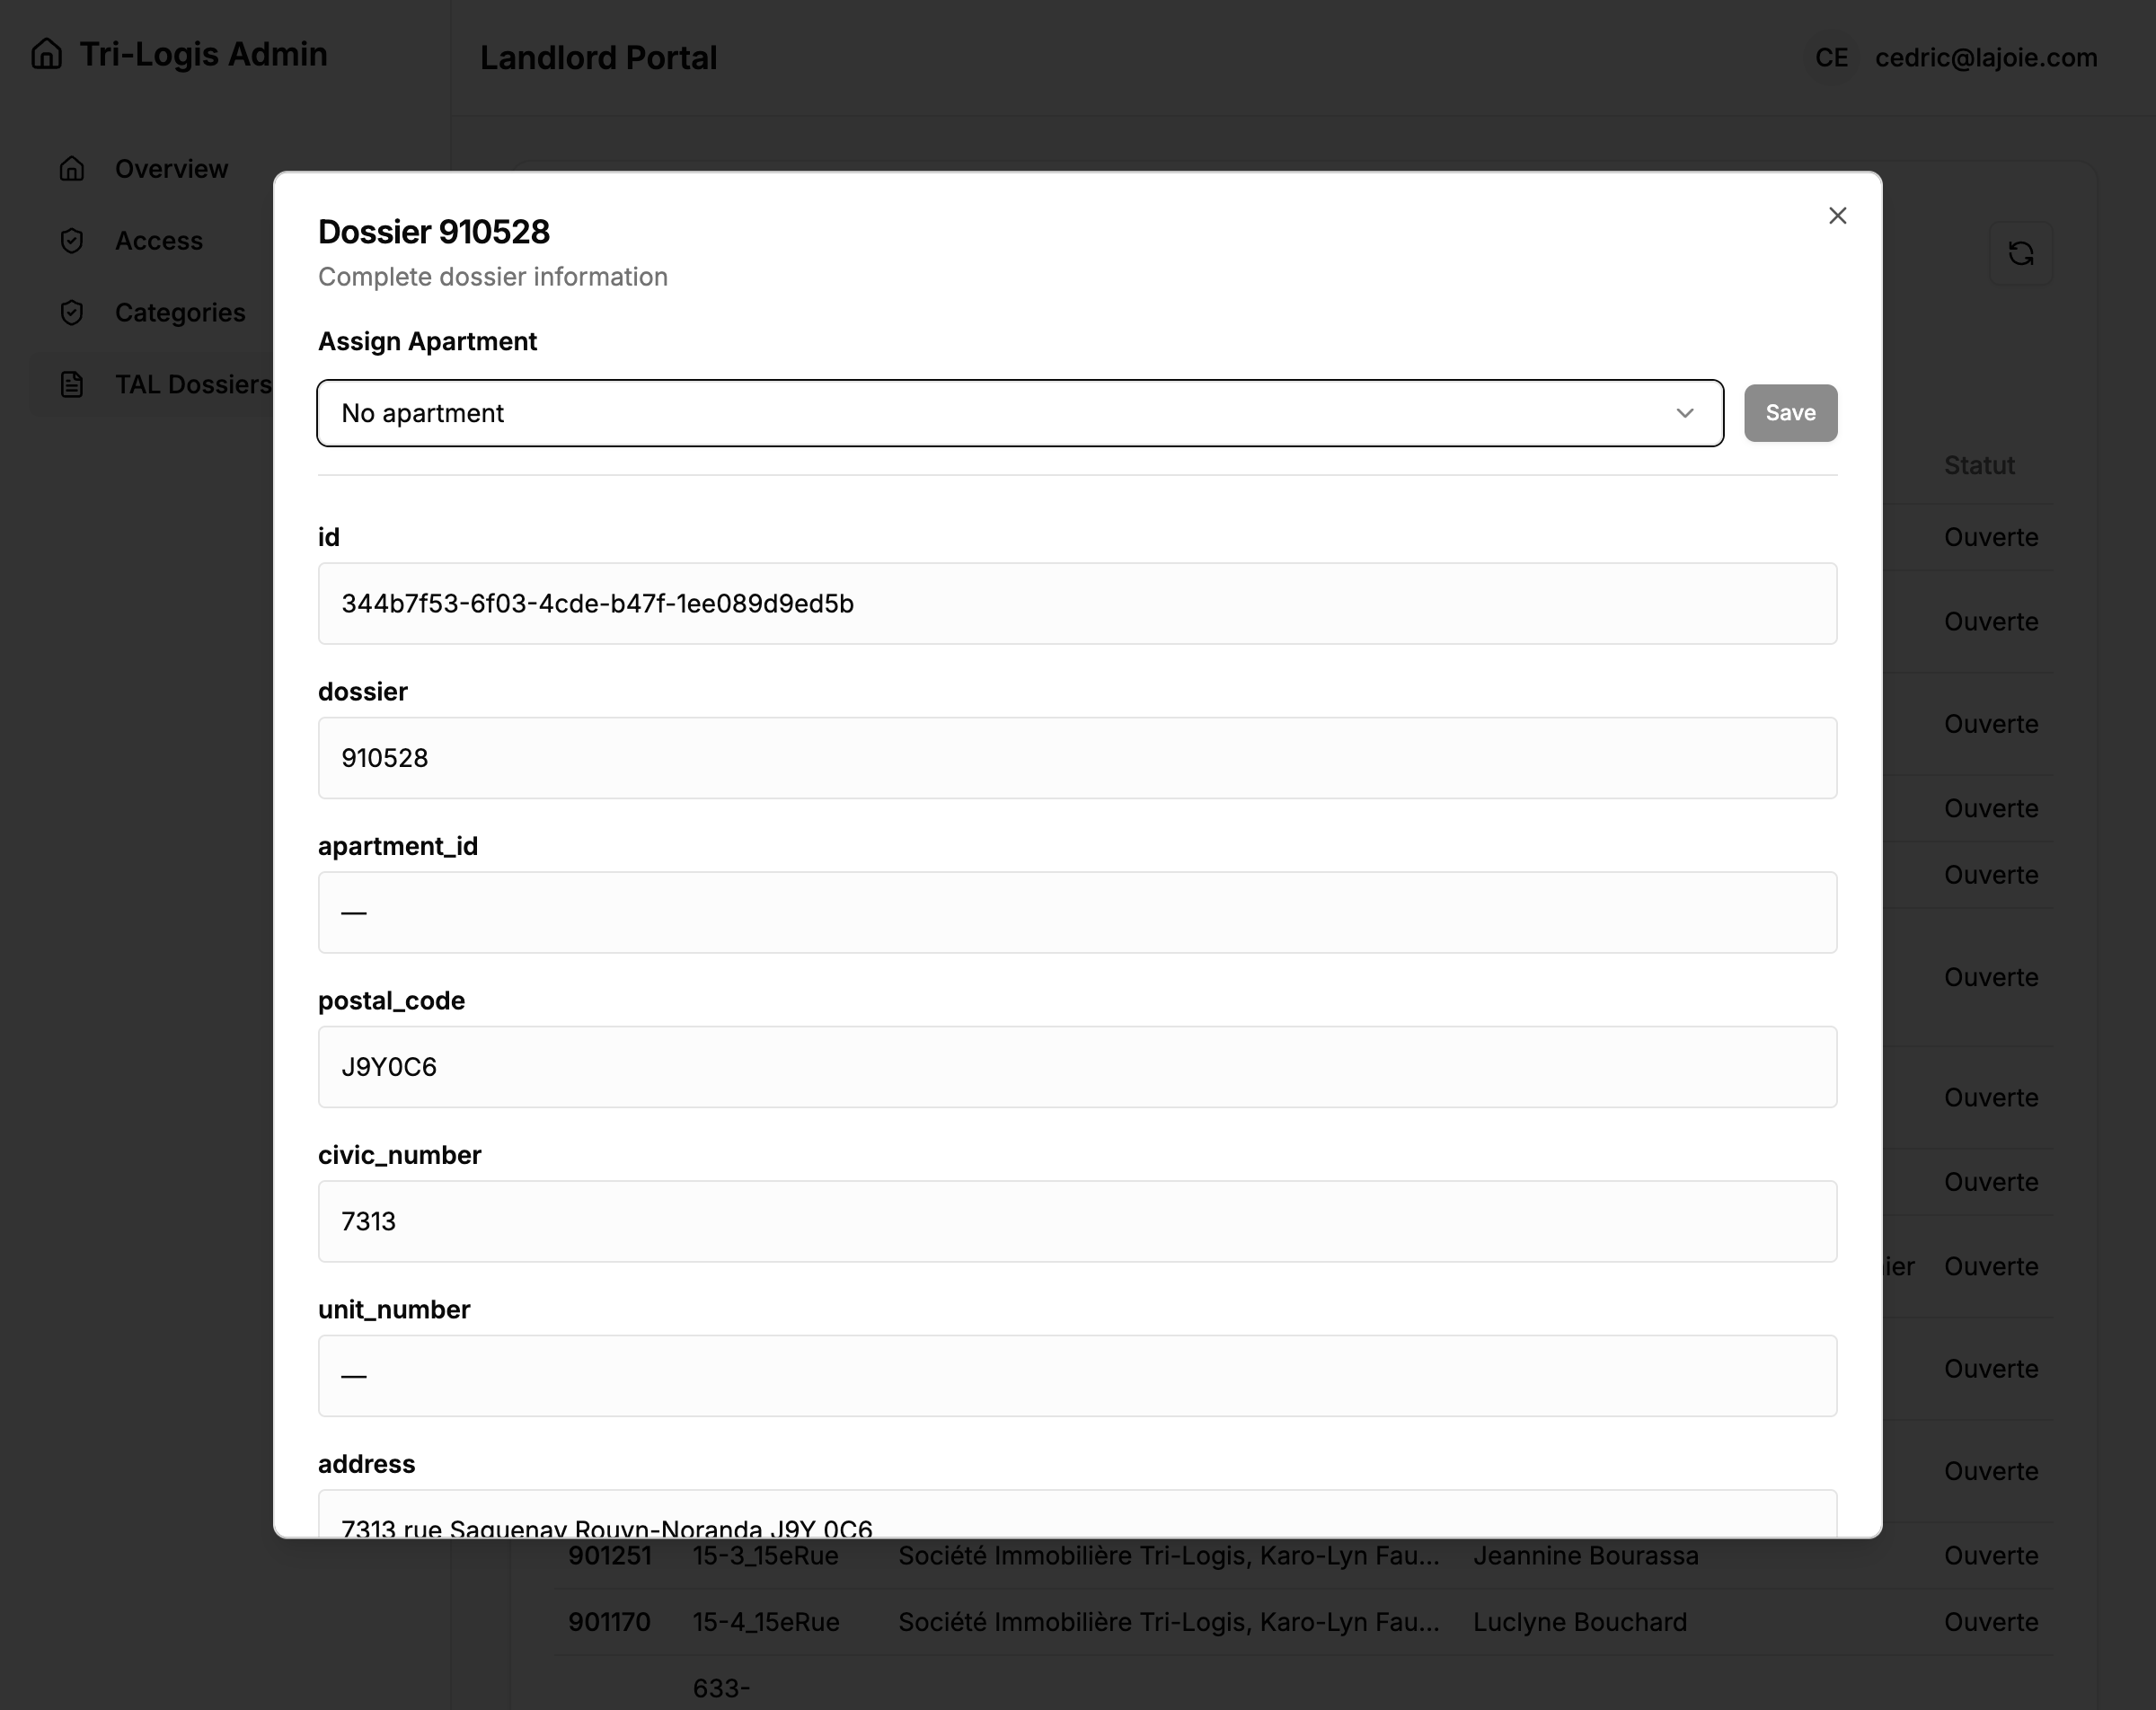 Tri-Logis Admin
Landlord Portal
CE cedric@lajoie.com
Overview
Access
Categories
TAL Dossiers
Dossier 910528
Complete dossier information
Assign Apartment
No apartment
Save
id
344b7f53-6f03-4cde-b47f-1ee089d9ed5b
dossier
910528
apartment_id
—
postal_code
J9Y0C6
civic_number
7313
unit_number
—
address
7313 rue Saguenay Rouyn-Noranda J9Y 0C6
Statut
Ouverte
Ouverte
Ouverte
Ouverte
Ouverte
Ouverte
Ouverte
Ouverte
ier Ouverte
Ouverte
Ouverte
901251 15-3_15eRue Société Immobilière Tri-Logis, Karo-Lyn Fau... Jeannine Bourassa Ouverte
901170 15-4_15eRue Société Immobilière Tri-Logis, Karo-Lyn Fau... Luclyne Bouchard Ouverte
633-